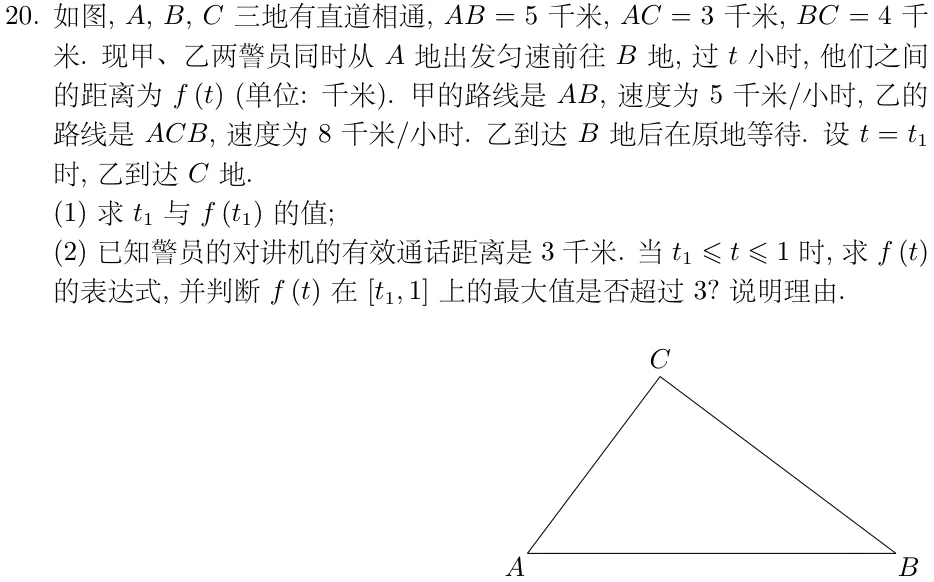 20. 如图, A, B, C 三地有直道相通, AB = 5 千米, AC = 3 千米, BC = 4 千
米. 现甲、乙两警员同时从 A 地出发匀速前往 B 地, 过 t 小时, 他们之间
的距离为 f (t) (单位: 千米). 甲的路线是 AB, 速度为 5 千米/小时, 乙的
路线是 ACB, 速度为 8 千米/小时. 乙到达 B 地后在原地等待. 设 t = t₁
时, 乙到达 C 地.
(1) 求 t₁ 与 f (t₁) 的值;
(2) 已知警员的对讲机的有效通话距离是 3 千米. 当 t₁ ⩽ t ⩽ 1 时, 求 f (t)
的表达式, 并判断 f (t) 在 [t₁, 1] 上的最大值是否超过 3? 说明理由.
C
A
B